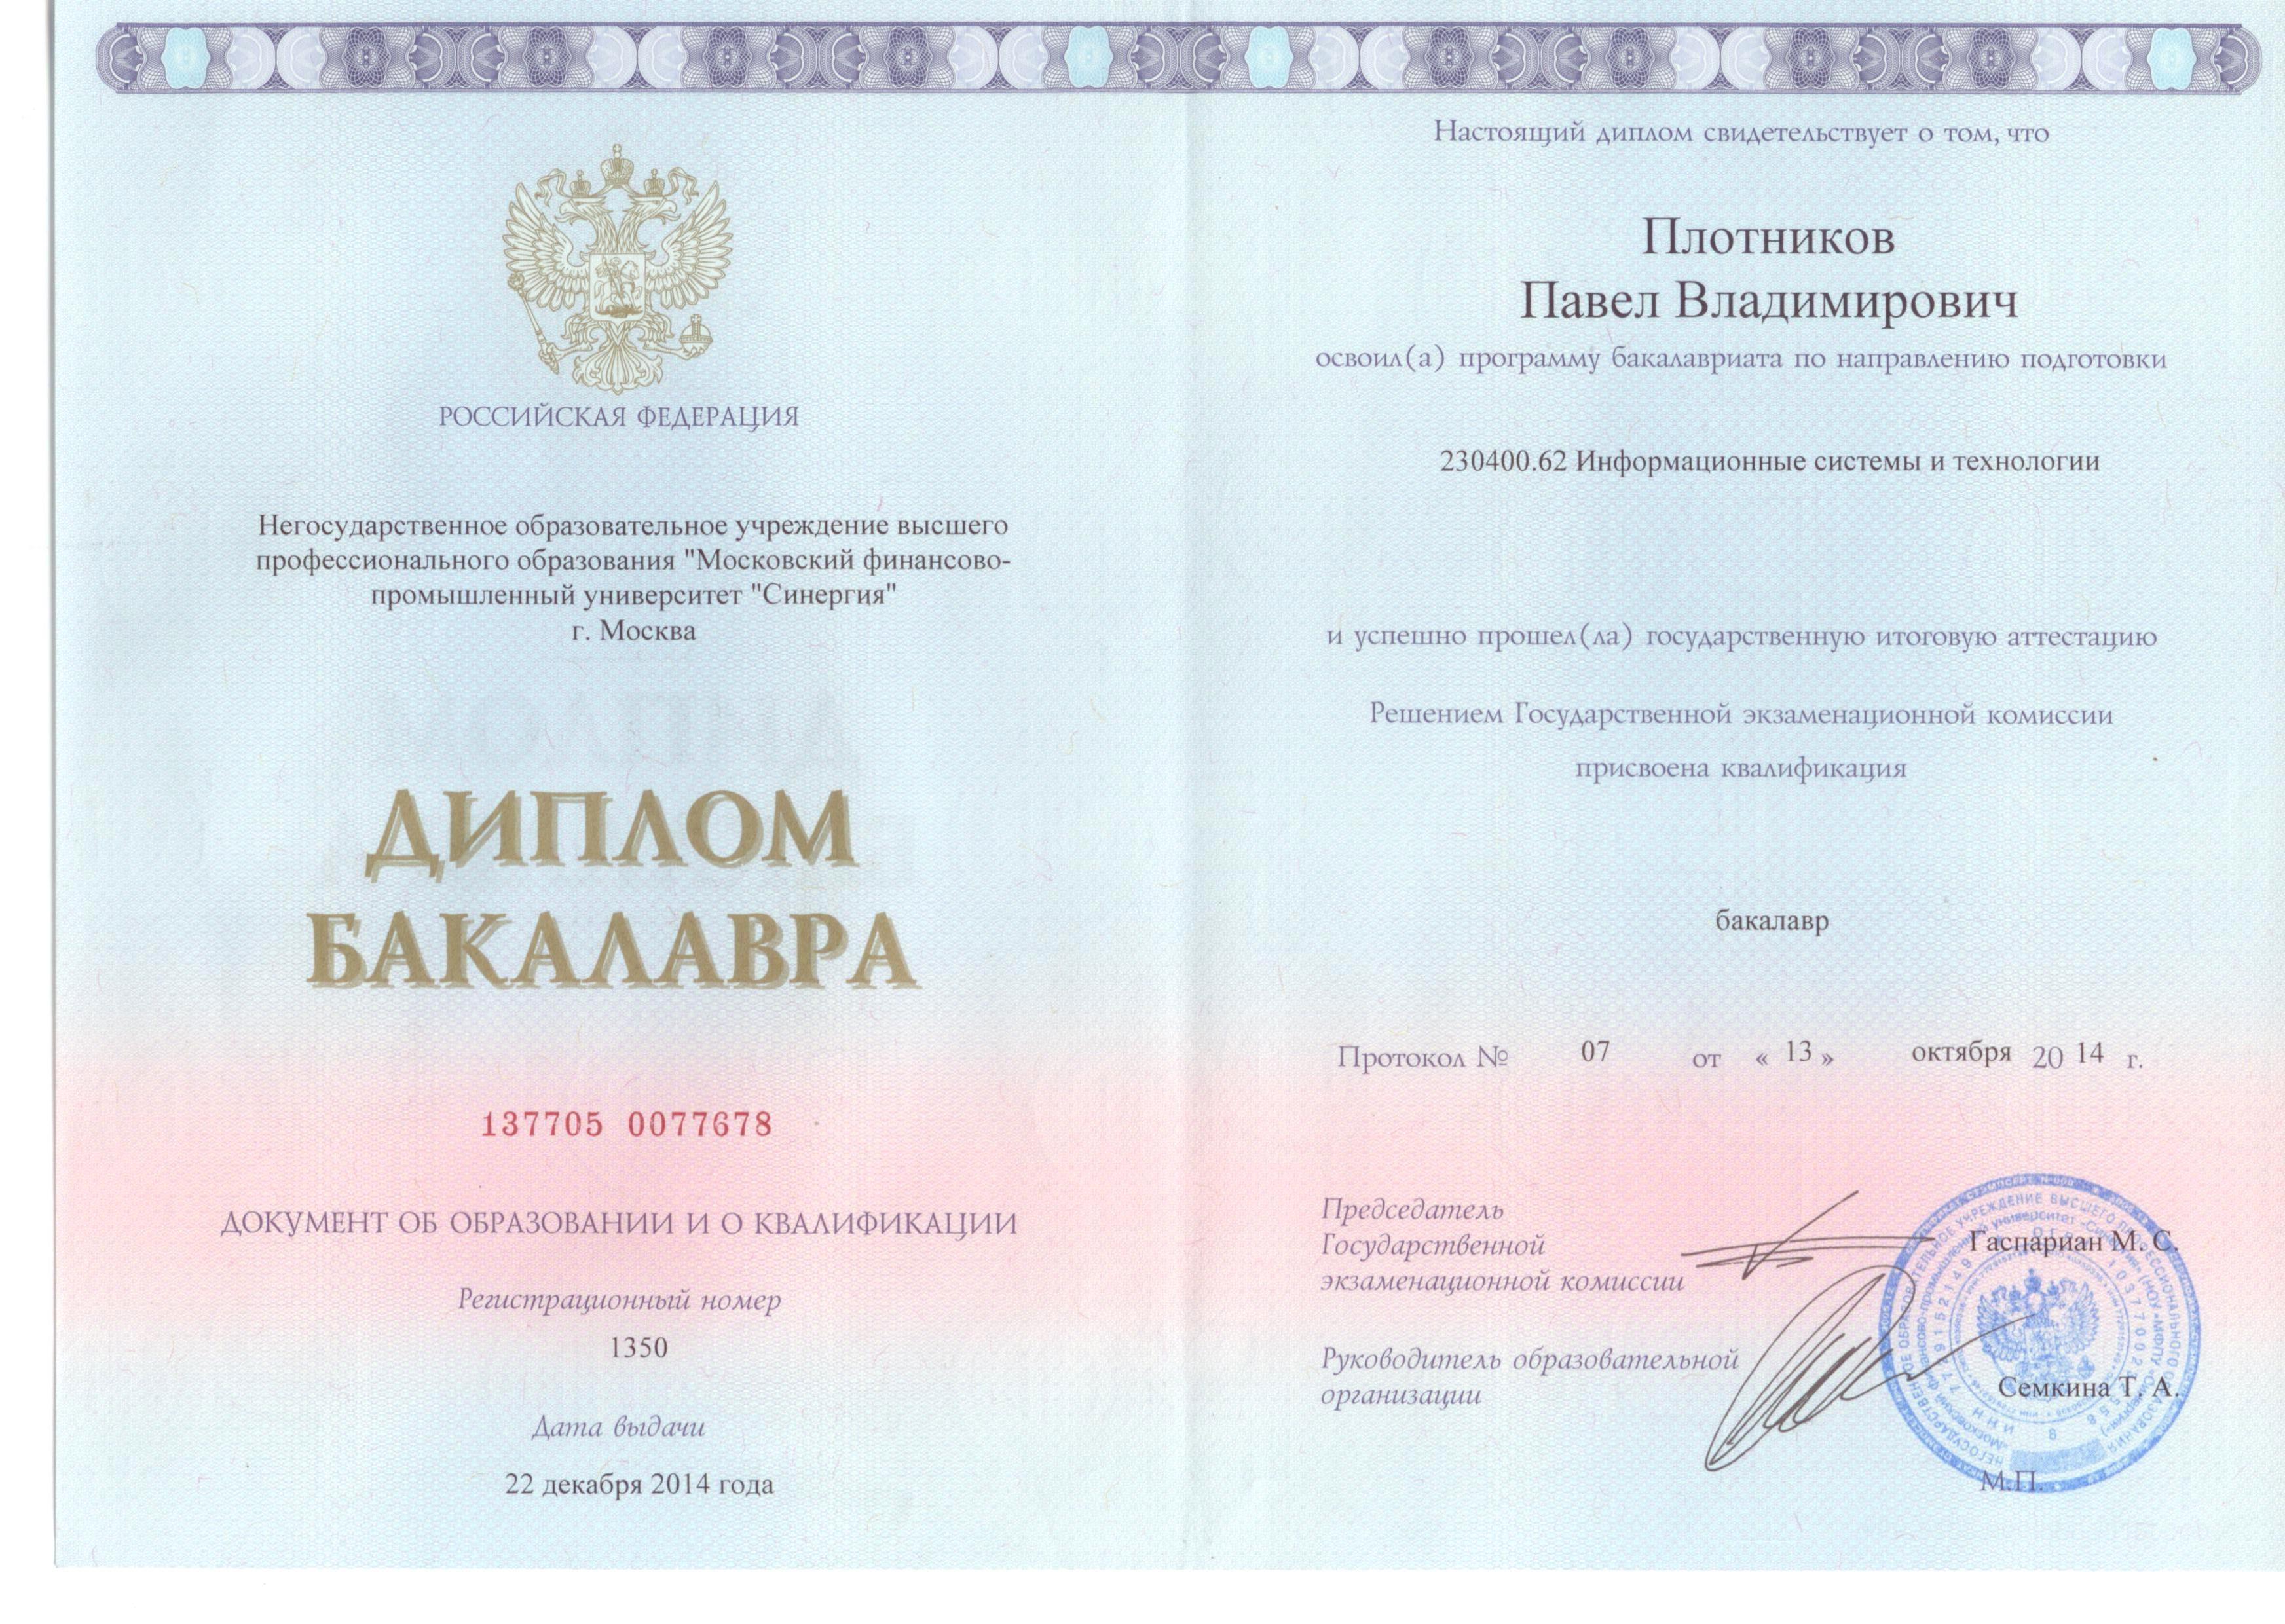 РОССИЙСКАЯ ФЕДЕРАЦИЯ
Негосударственное образовательное учреждение высшего
профессионального образования "Московский финансово-
промышленный университет "Синергия"
г. Москва
ДИПЛОМ
БАКАЛАВРА
137705 0077678
ДОКУМЕНТ ОБ ОБРАЗОВАНИИ И О КВАЛИФИКАЦИИ
Регистрационный номер
1350
Дата выдачи
22 декабря 2014 года
Настоящий диплом свидетельствует о том, что
Плотников
Павел Владимирович
освоил(а) программу бакалавриата по направлению подготовки
230400.62 Информационные системы и технологии
и успешно прошел(ла) государственную итоговую аттестацию
Решением Государственной экзаменационной комиссии
присвоена квалификация
бакалавр
Протокол № 07 от « 13 » октября 20 14 г.
Председатель
Государственной
экзаменационной комиссии
Гаспариан М. С.
Руководитель образовательной
организации
Семкина Т. А.
М.П.